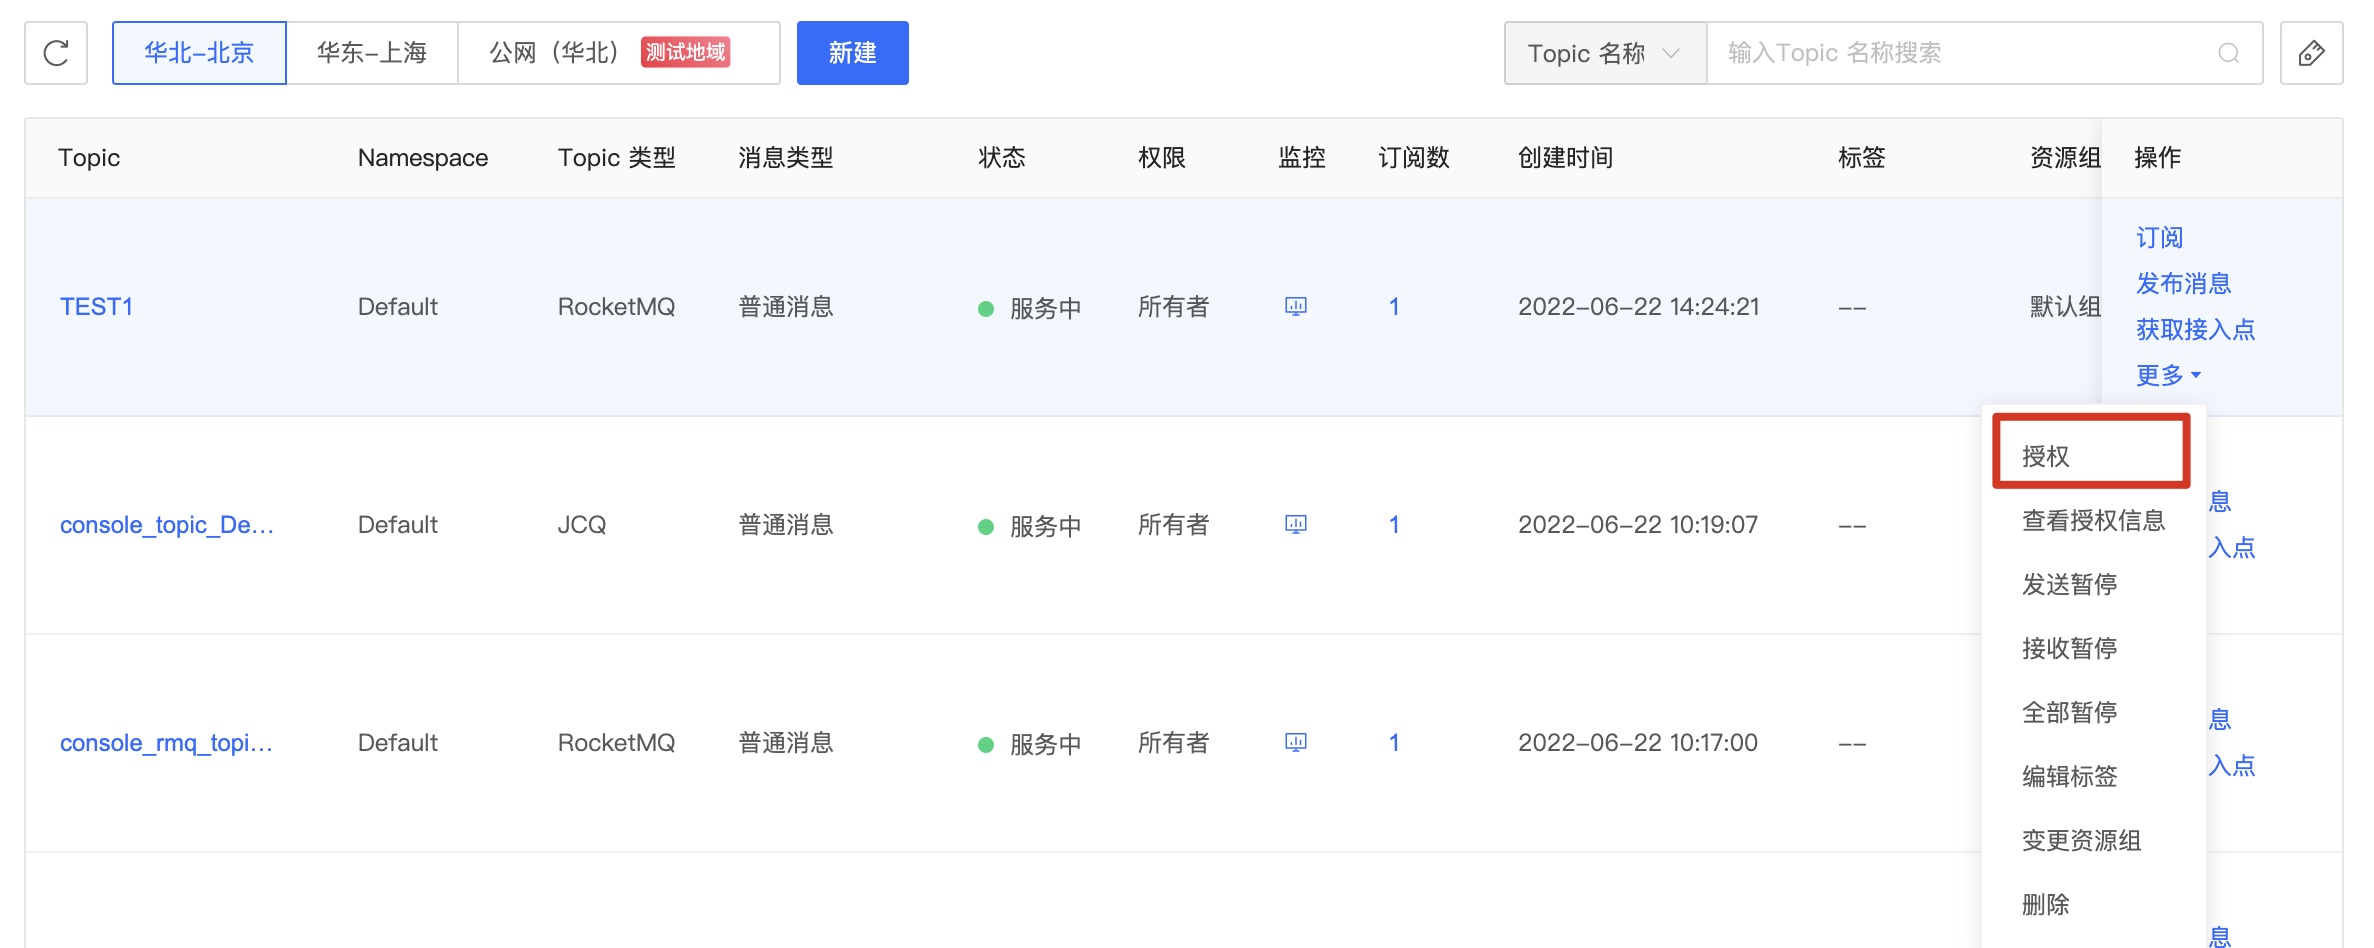 华北-北京 华东-上海 公网（华北） 测试地域 新建 Topic 名称 输入Topic 名称搜索
Topic Namespace Topic 类型 消息类型 状态 权限 监控 订阅数 创建时间 标签 资源组 操作
TEST1 Default RocketMQ 普通消息 服务中 所有者 1 2022-06-22 14:24:21 -- 默认组
订阅
发布消息
获取接入点
更多
console_topic_De... Default JCQ 普通消息 服务中 所有者 1 2022-06-22 10:19:07 --
息
入点
console_rmq_topi... Default RocketMQ 普通消息 服务中 所有者 1 2022-06-22 10:17:00 --
息
入点
授权
查看授权信息
发送暂停
接收暂停
全部暂停
编辑标签
变更资源组
删除
息